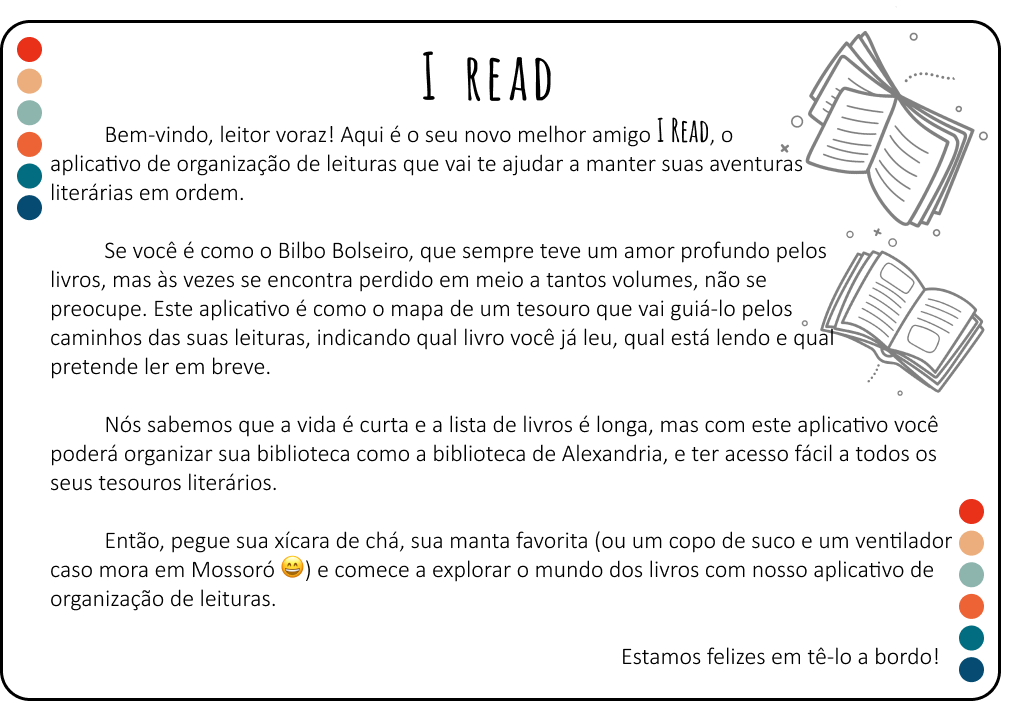 I READ
Bem-vindo, leitor voraz! Aqui é o seu novo melhor amigo I READ, o
aplicativo de organização de leituras que vai te ajudar a manter suas aventuras
literárias em ordem.
Se você é como o Bilbo Bolseiro, que sempre teve um amor profundo pelos
livros, mas às vezes se encontra perdido em meio a tantos volumes, não se
preocupe. Este aplicativo é como o mapa de um tesouro que vai guiá-lo pelos
caminhos das suas leituras, indicando qual livro você já leu, qual está lendo e qual
pretende ler em breve.
Nós sabemos que a vida é curta e a lista de livros é longa, mas com este aplicativo você
poderá organizar sua biblioteca como a biblioteca de Alexandria, e ter acesso fácil a todos os
seus tesouros literários.
Então, pegue sua xícara de chá, sua manta favorita (ou um copo de suco e um ventilador
caso mora em Mossoró 😄) e comece a explorar o mundo dos livros com nosso aplicativo de
organização de leituras.
Estamos felizes em tê-lo a bordo!